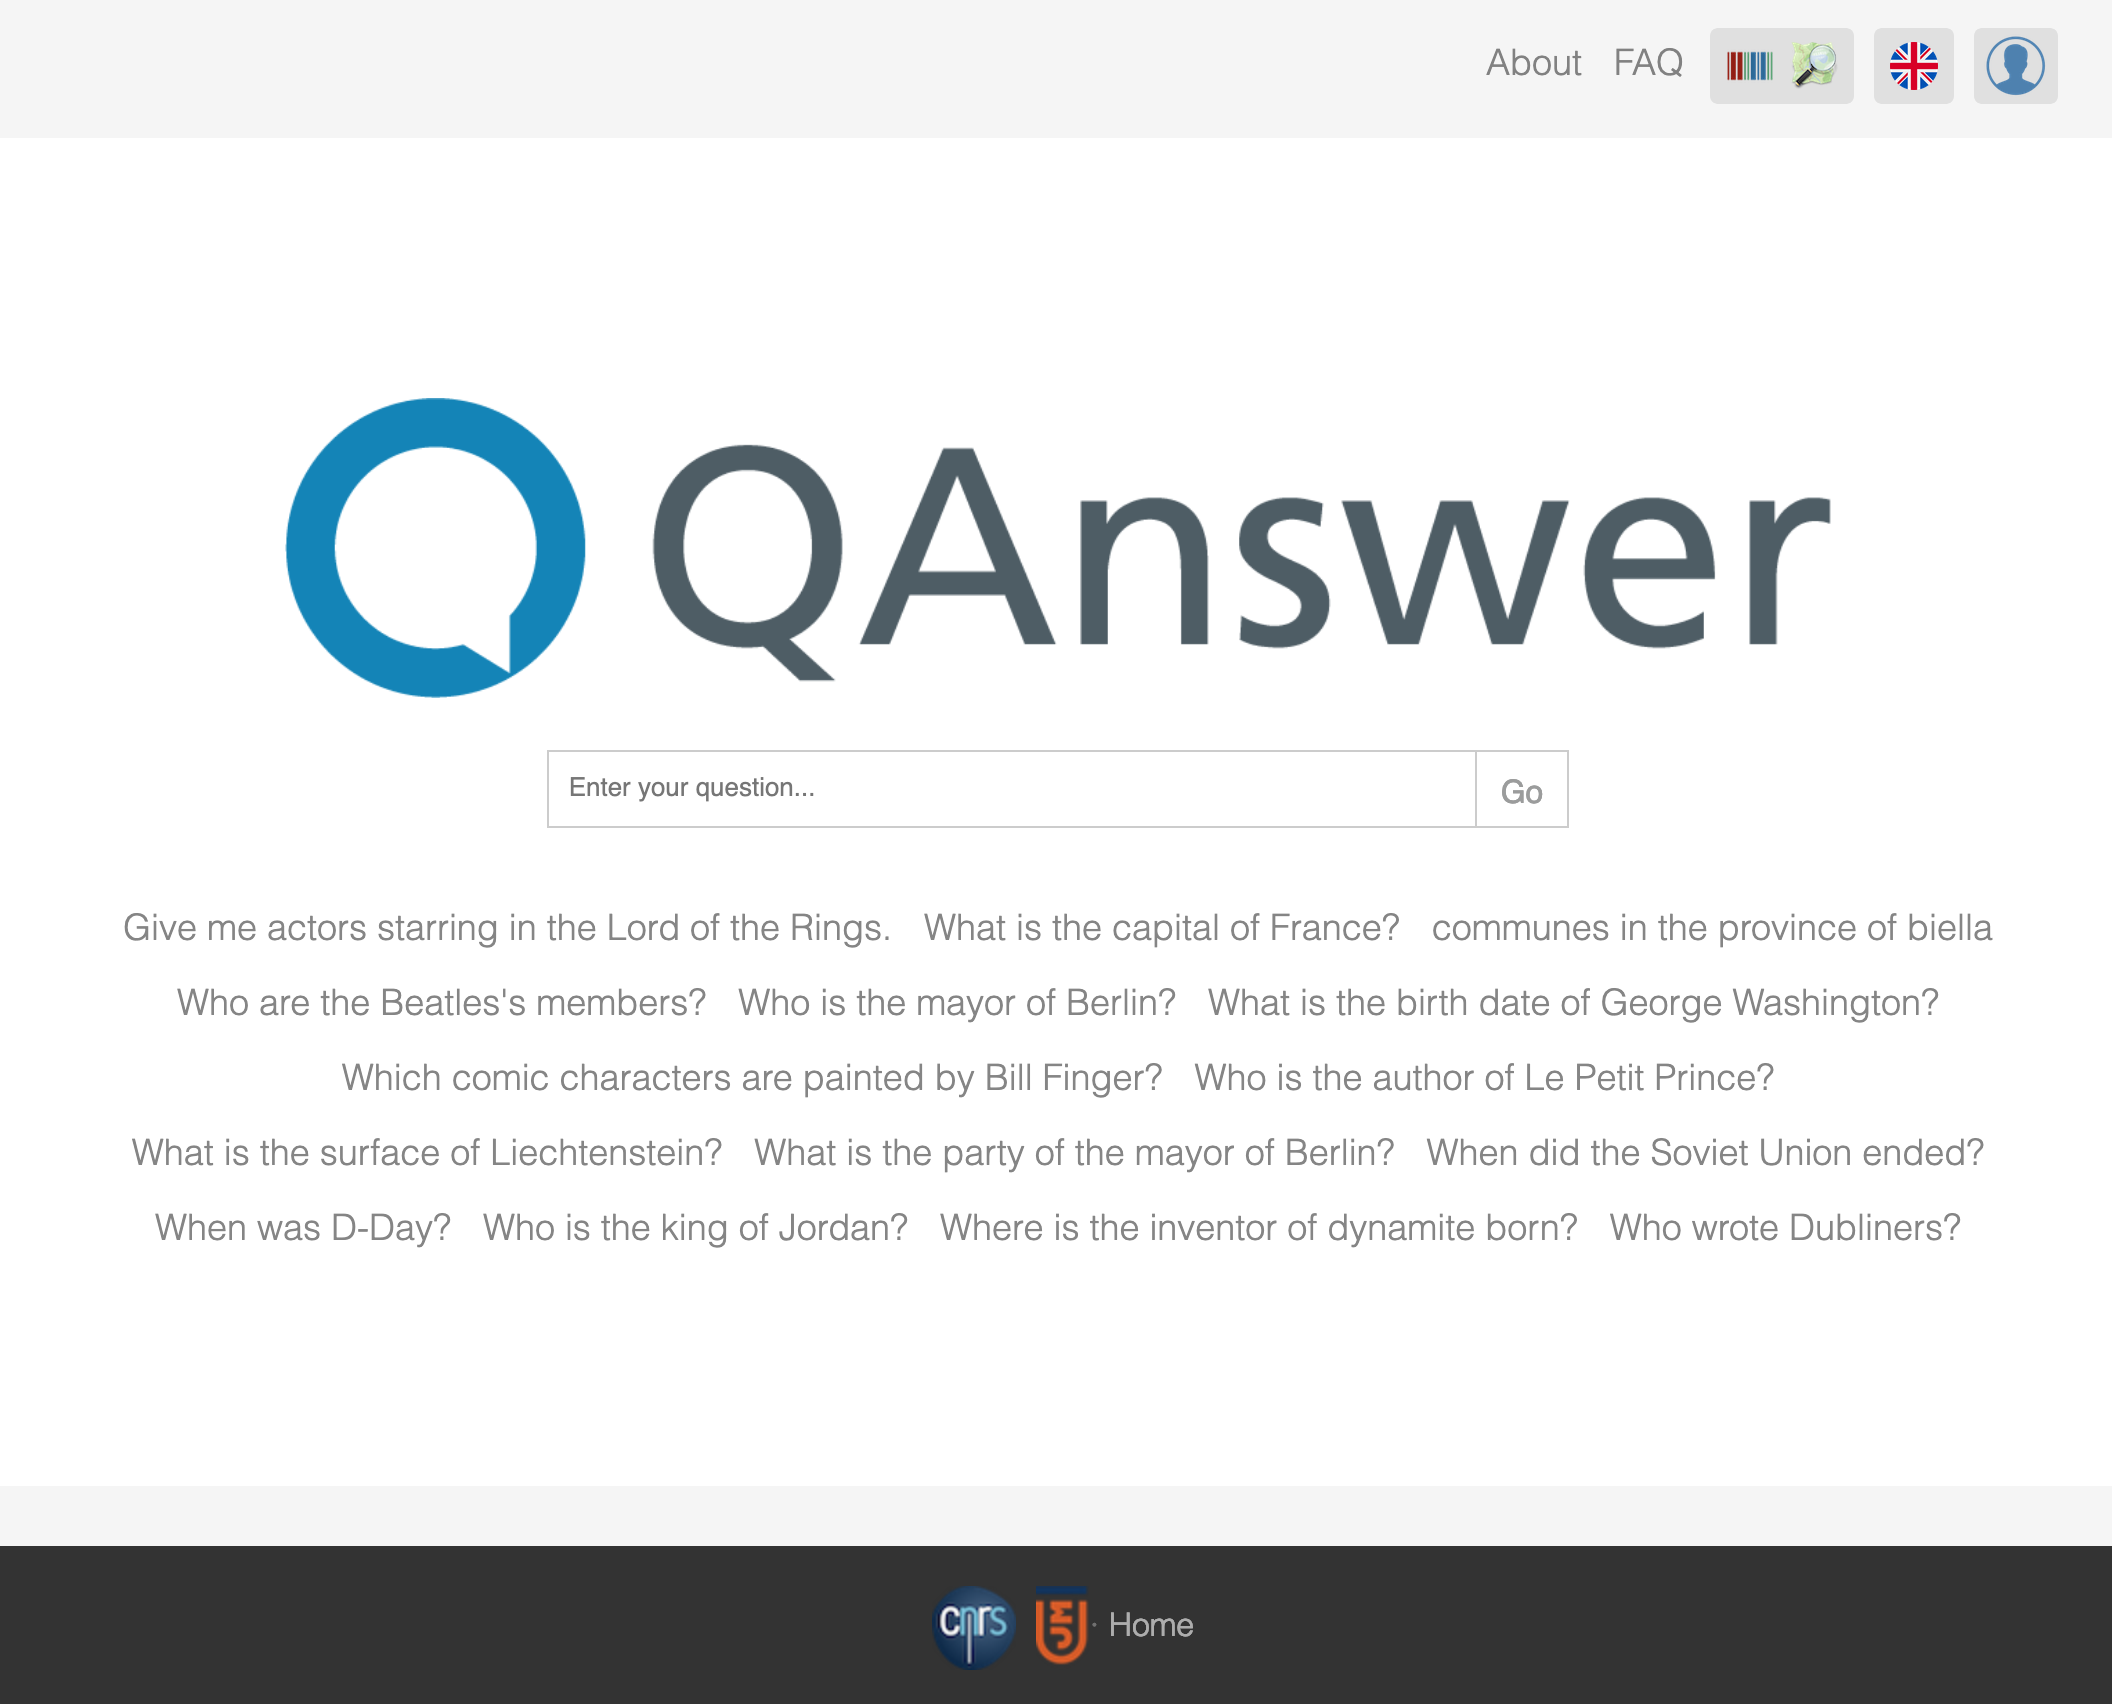 About FAQ
QAnswer
Enter your question... Go
Give me actors starring in the Lord of the Rings. What is the capital of France? communes in the province of biella
Who are the Beatles's members? Who is the mayor of Berlin? What is the birth date of George Washington?
Which comic characters are painted by Bill Finger? Who is the author of Le Petit Prince?
What is the surface of Liechtenstein? What is the party of the mayor of Berlin? When did the Soviet Union ended?
When was D-Day? Who is the king of Jordan? Where is the inventor of dynamite born? Who wrote Dubliners?
cnrs UJM · Home